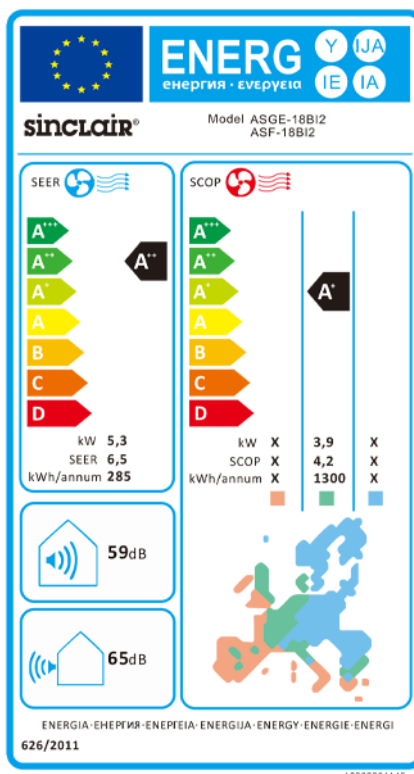 ENERG Y IJA
енергия · ενεργεια IE IA
sinclair®
Model ASGE-18BI2
ASF-18BI2
SEER
A+++
A++
A+
A
B
C
D
A++
kW 5,3
SEER 6,5
kWh/annum 285
SCOP
A+++
A++
A+
A
B
C
D
A+
kW X 3,9 X
SCOP X 4,2 X
kWh/annum X 1300 X
59dB
65dB
ENERGIA·ЕНЕРГИЯ·ΕΝΕΡΓΕΙΑ·ENERGIJA·ENERGY·ENERGIE·ENERGI
626/2011